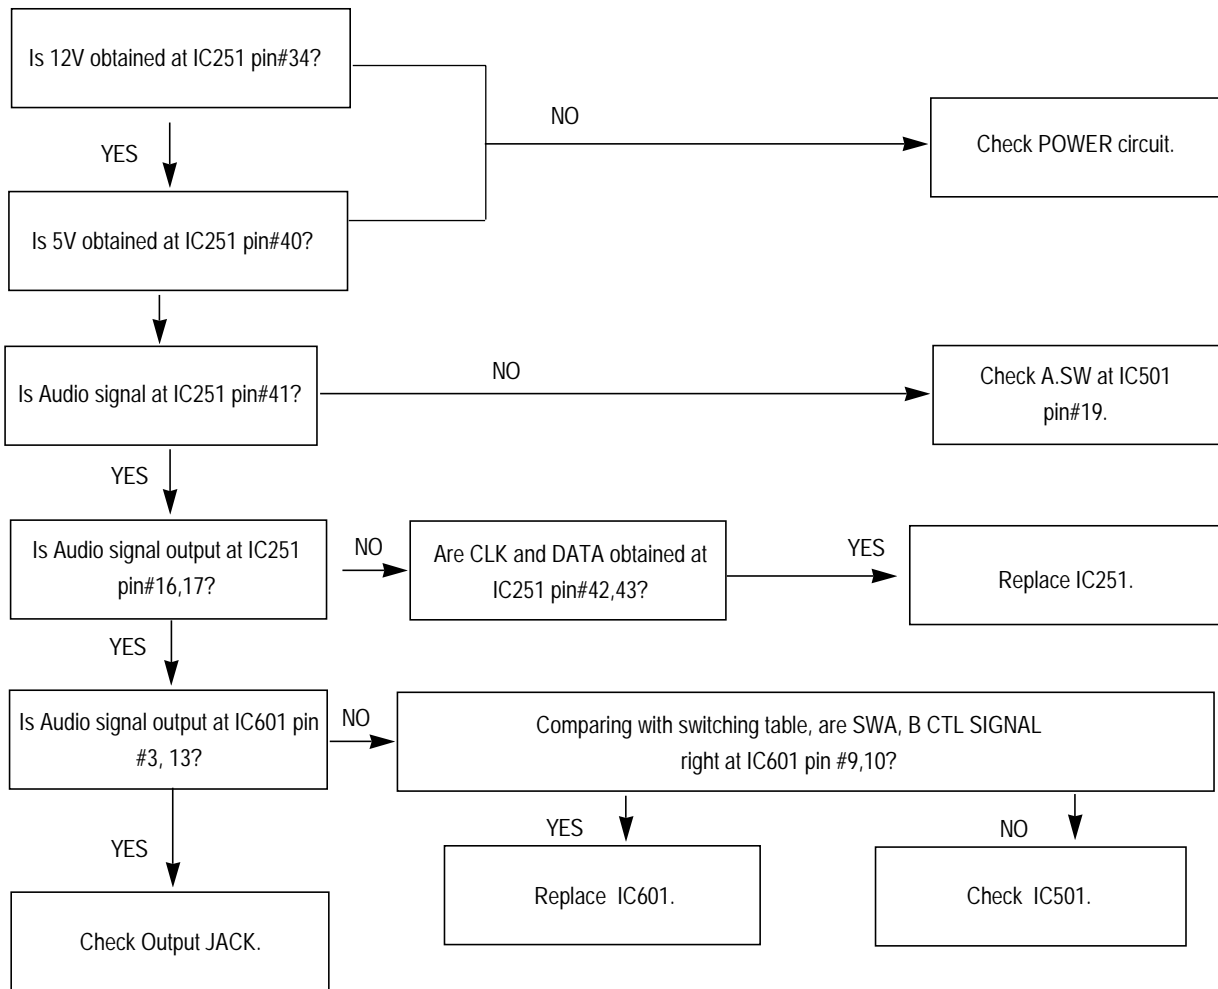 Is 12V obtained at IC251 pin#34?
NO
Check POWER circuit.
YES
Is 5V obtained at IC251 pin#40?
Is Audio signal at IC251 pin#41?
NO
Check A.SW at IC501
pin#19.
YES
Is Audio signal output at IC251
pin#16,17?
NO
Are CLK and DATA obtained at
IC251 pin#42,43?
YES
Replace IC251.
YES
Is Audio signal output at IC601 pin
#3, 13?
NO
Comparing with switching table, are SWA, B CTL SIGNAL
right at IC601 pin #9,10?
YES
NO
YES
Replace IC601.
Check IC501.
Check Output JACK.